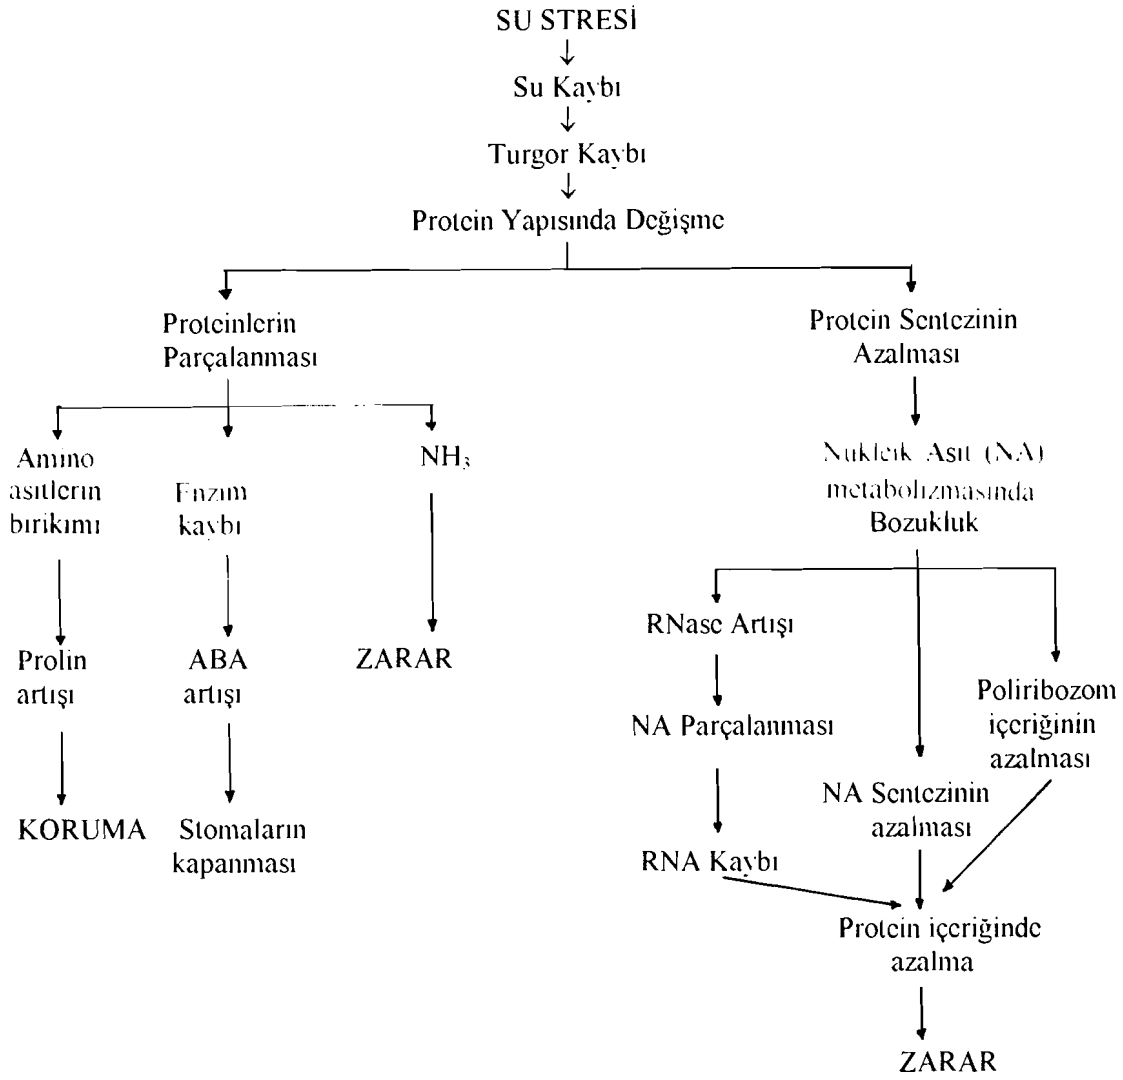 SU STRESİ
Su Kaybı
Turgor Kaybı
Protein Yapısında Değişme
Proteinlerin
Parçalanması
Protein Sentezinin
Azalması
Amino
asitlerin
birikimi
Enzim
kaybı
NH₃
Nükleik Asit (NA)
metabolizmasında
Bozukluk
RNase Artışı
Prolin
artışı
ABA
artışı
ZARAR
Poliribozom
içeriğinin
azalması
NA Parçalanması
NA Sentezinin
azalması
KORUMA
Stomaların
kapanması
RNA Kaybı
Protein içeriğinde
azalma
ZARAR